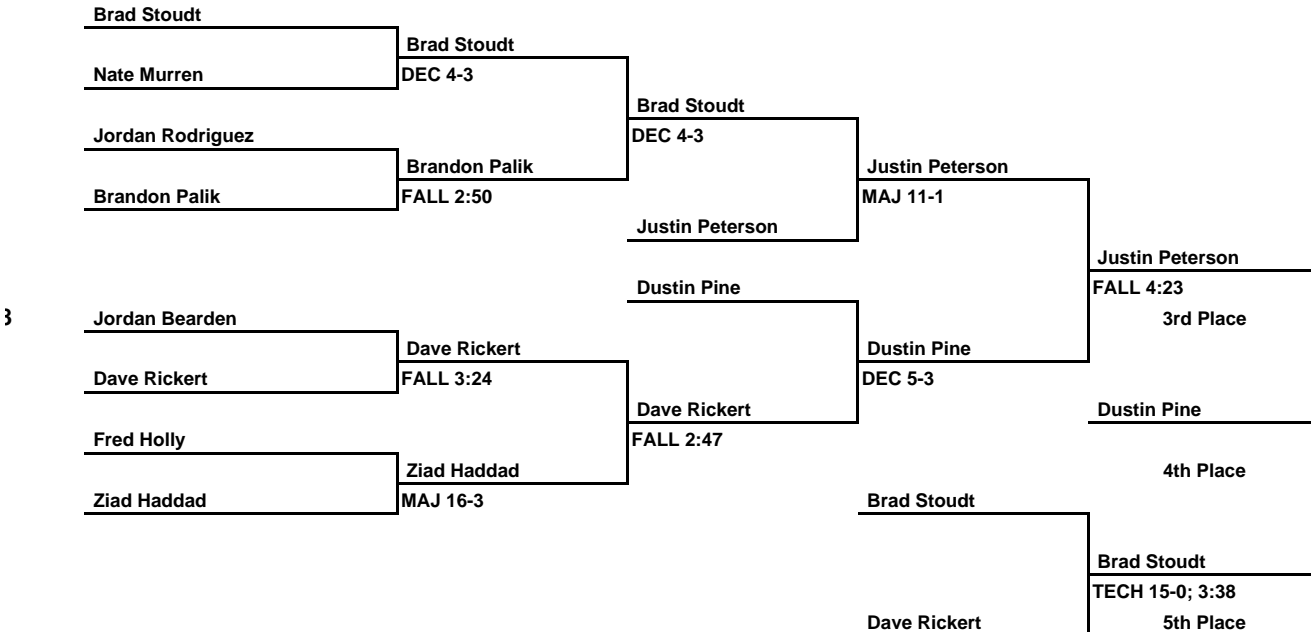 Brad Stoudt
Brad Stoudt
Nate Murren
DEC 4-3
Brad Stoudt
Jordan Rodriguez
DEC 4-3
Brandon Palik
Justin Peterson
Brandon Palik
FALL 2:50
MAJ 11-1
Justin Peterson
Justin Peterson
Dustin Pine
FALL 4:23
Jordan Bearden
3rd Place
Dave Rickert
Dustin Pine
Dave Rickert
FALL 3:24
DEC 5-3
Dave Rickert
Dustin Pine
Fred Holly
FALL 2:47
Ziad Haddad
4th Place
Ziad Haddad
MAJ 16-3
Brad Stoudt
Brad Stoudt
TECH 15-0; 3:38
Dave Rickert
5th Place